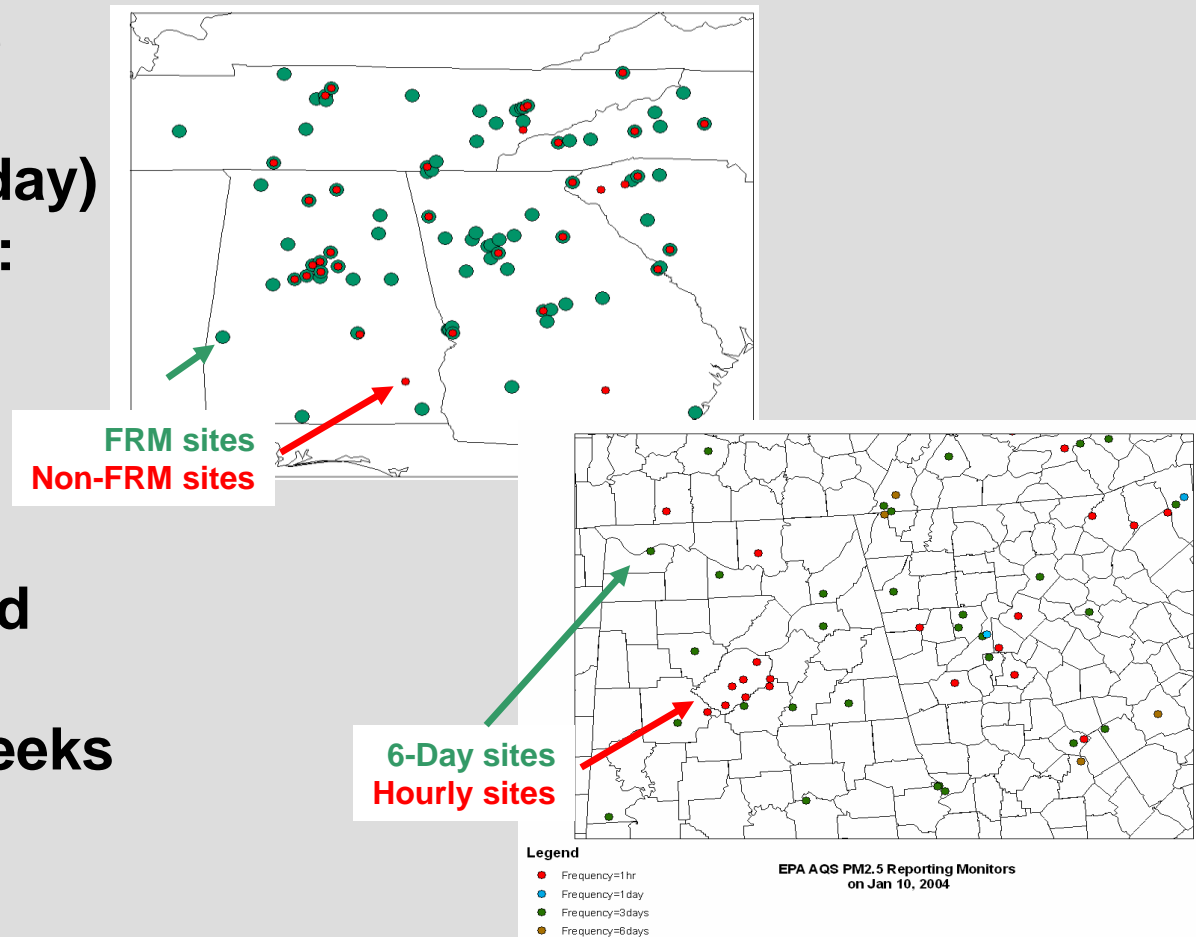 day)
:
FRM sites
Non-FRM sites
d
eeks
6-Day sites
Hourly sites
Legend
Frequency=1hr
Frequency=1day
Frequency=3days
Frequency=6days
EPA AQS PM2.5 Reporting Monitors
on Jan 10, 2004